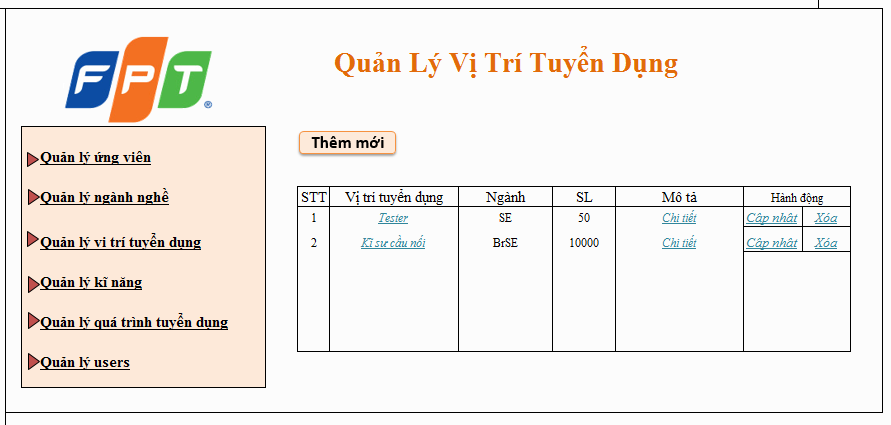 FPT®
Quản Lý Vị Trí Tuyển Dụng
Thêm mới
Quản lý ứng viên
Quản lý ngành nghề
Quản lý vi trí tuyển dụng
Quản lý kĩ năng
Quản lý quá trình tuyển dụng
Quản lý users
STT Vị trí tuyển dụng Ngành SL Mô tả Hành động
1 Tester SE 50 Chi tiết Cập nhât Xóa
2 Kĩ sư cầu nối BrSE 10000 Chi tiết Cập nhât Xóa